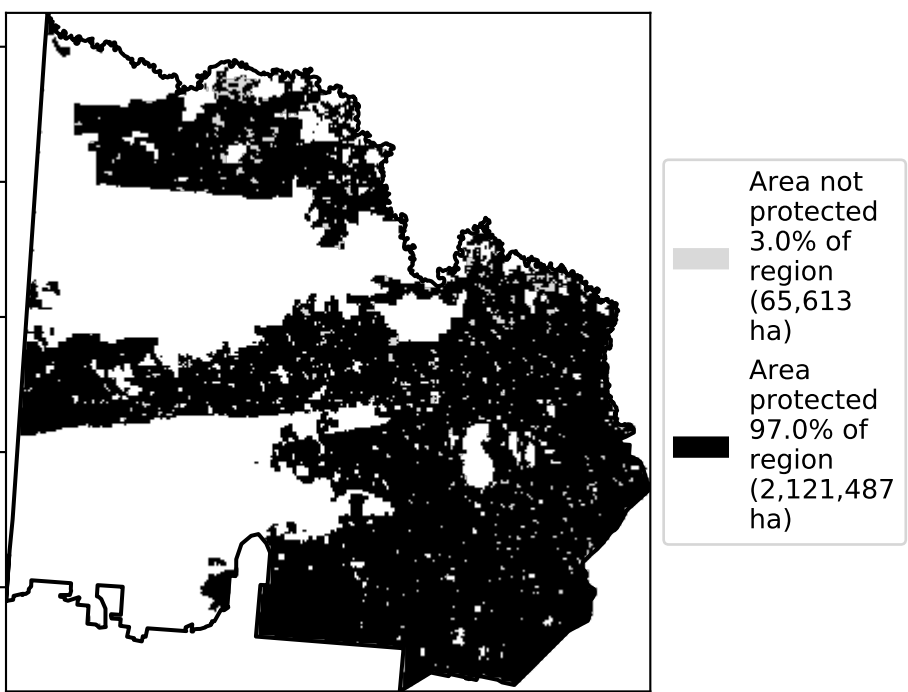 Area not
protected
3.0% of
region
(65,613
ha)
Area
protected
97.0% of
region
(2,121,487
ha)